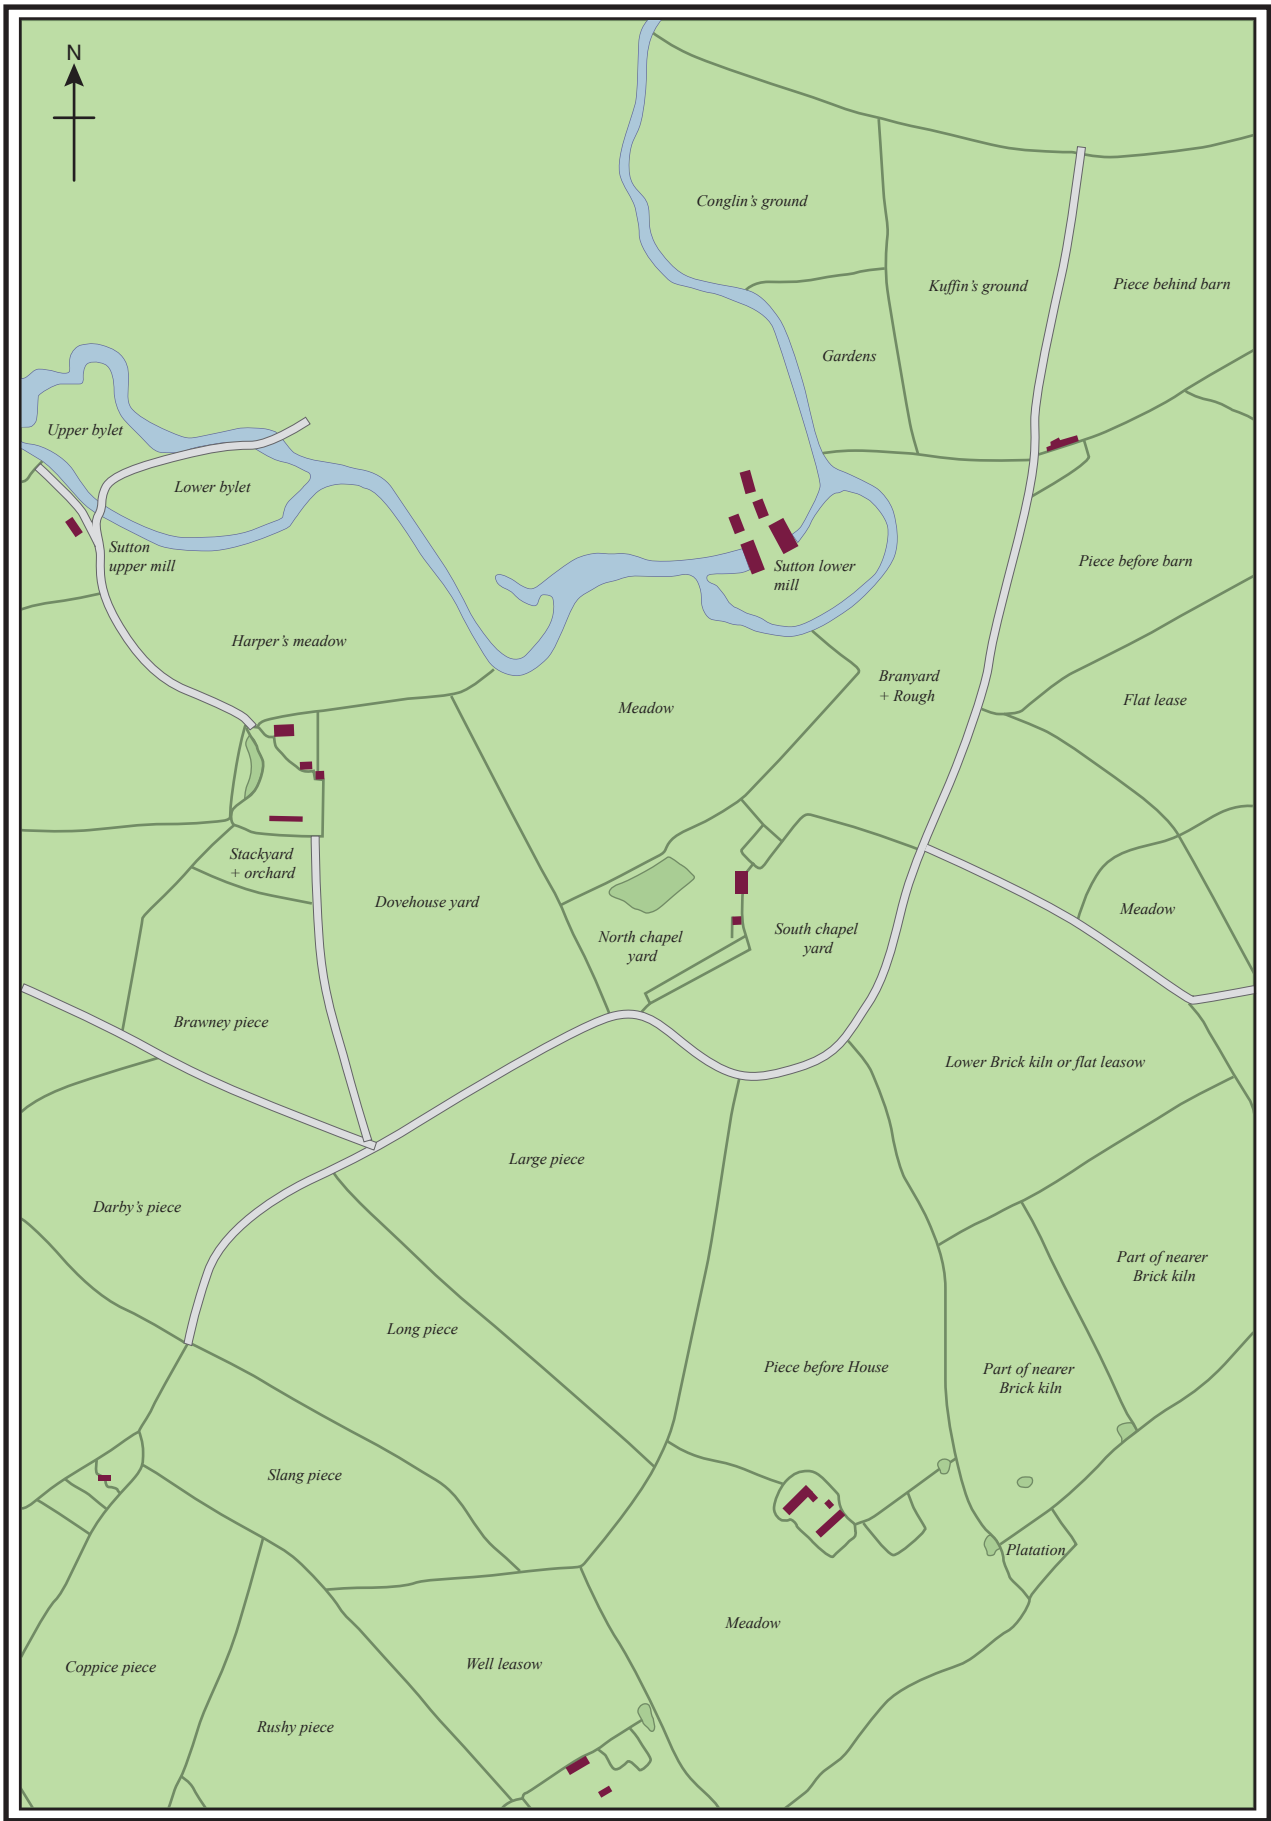 N
Conglin's ground
Kuffin's ground
Piece behind barn
Gardens
Upper bylet
Lower bylet
Sutton
upper mill
Sutton lower
mill
Piece before barn
Harper's meadow
Branyard
+ Rough
Meadow
Flat lease
Stackyard
+ orchard
Dovehouse yard
Meadow
North chapel
yard
South chapel
yard
Brawney piece
Lower Brick kiln or flat leasow
Large piece
Darby's piece
Part of nearer
Brick kiln
Long piece
Piece before House
Part of nearer
Brick kiln
Slang piece
Platation
Meadow
Coppice piece
Well leasow
Rushy piece